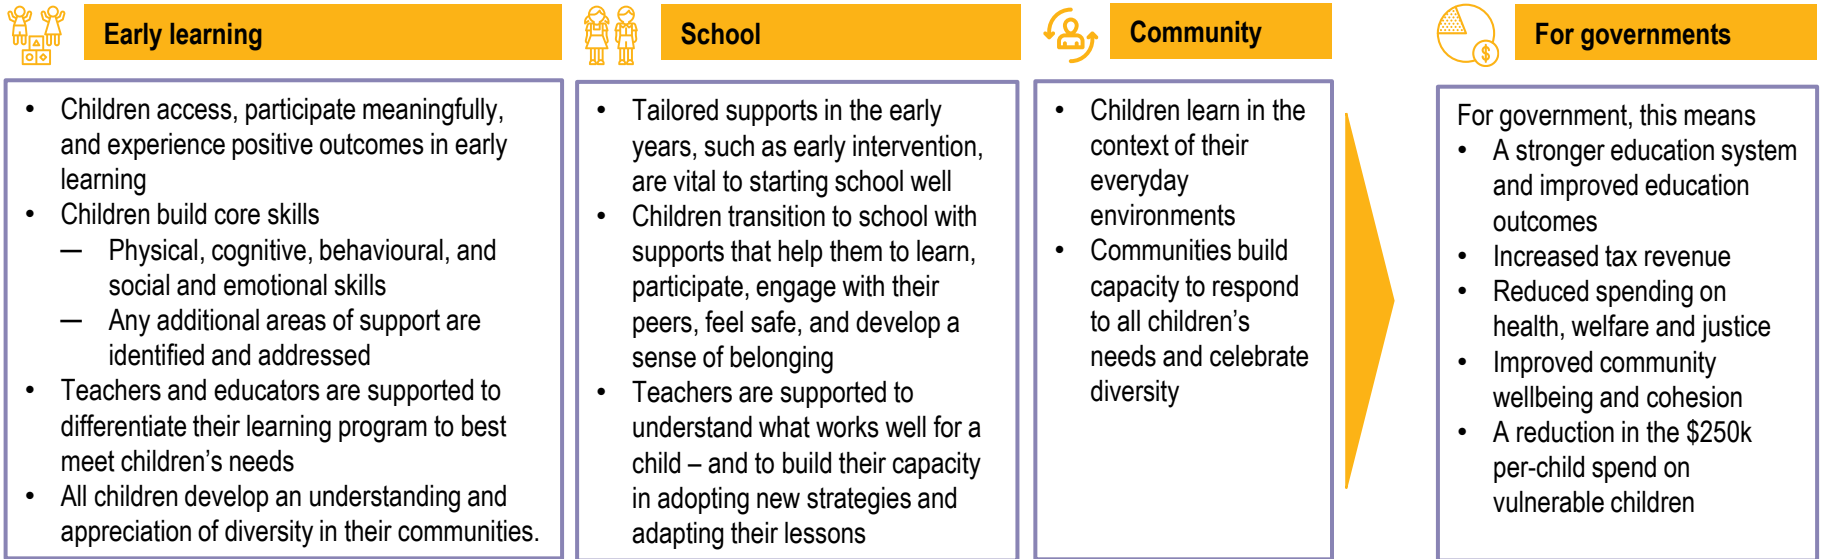 Early learning
• Children access, participate meaningfully,
and experience positive outcomes in early
learning
• Children build core skills
— Physical, cognitive, behavioural, and
social and emotional skills
— Any additional areas of support are
identified and addressed
• Teachers and educators are supported to
differentiate their learning program to best
meet children's needs
• All children develop an understanding and
appreciation of diversity in their communities.
School
• Tailored supports in the early
years, such as early intervention,
are vital to starting school well
• Children transition to school with
supports that help them to learn,
participate, engage with their
peers, feel safe, and develop a
sense of belonging
• Teachers are supported to
understand what works well for a
child – and to build their capacity
in adopting new strategies and
adapting their lessons
Community
• Children learn in the
context of their
everyday
environments
• Communities build
capacity to respond
to all children's
needs and celebrate
diversity
$
For governments
For government, this means
• A stronger education system
and improved education
outcomes
• Increased tax revenue
• Reduced spending on
health, welfare and justice
• Improved community
wellbeing and cohesion
• A reduction in the $250k
per-child spend on
vulnerable children